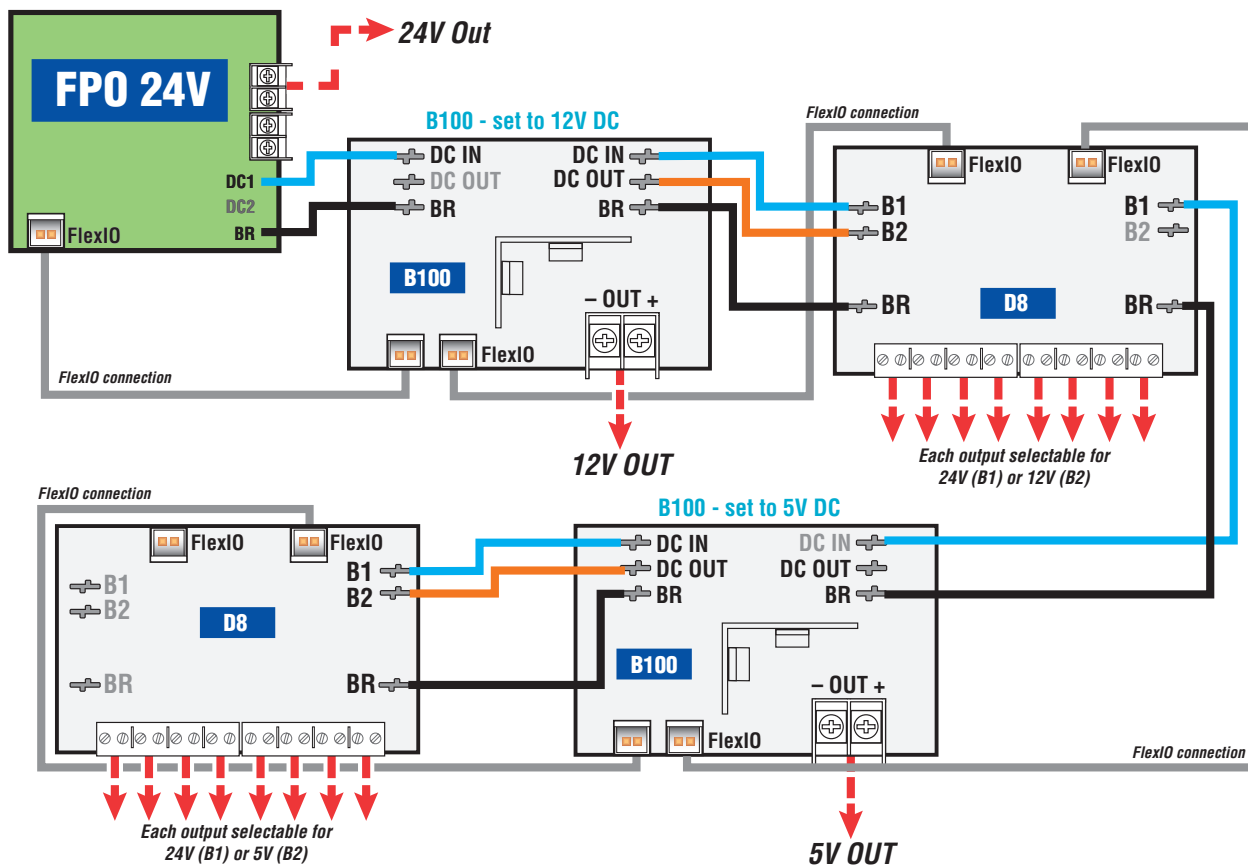 24V Out
FPO 24V
DC1
DC2
BR
FlexIO
FlexIO connection
B100 - set to 12V DC
DC IN
DC OUT
BR
DC IN
DC OUT
BR
B100
– OUT +
FlexIO
12V OUT
FlexIO connection
FlexIO
FlexIO
B1
B2
BR
B1
B2
BR
D8
Each output selectable for
24V (B1) or 12V (B2)
FlexIO connection
FlexIO
FlexIO
B1
B2
BR
B1
B2
BR
D8
Each output selectable for
24V (B1) or 5V (B2)
B100 - set to 5V DC
DC IN
DC OUT
BR
DC IN
DC OUT
BR
B100
– OUT +
FlexIO
5V OUT
FlexIO connection